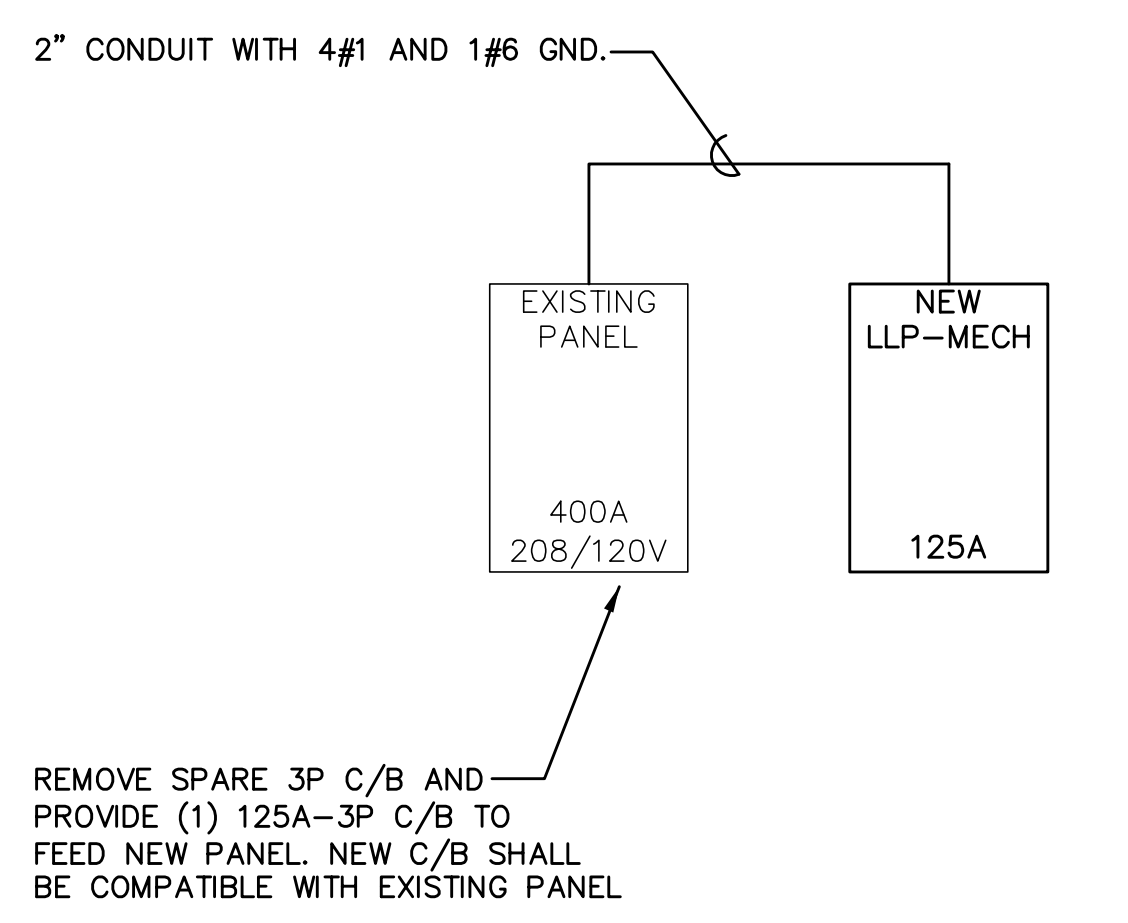 2” CONDUIT WITH 4#1 AND 1#6 GND.
EXISTING
PANEL
400A
208/120V
NEW
LLP-MECH
125A
REMOVE SPARE 3P C/B AND
PROVIDE (1) 125A-3P C/B TO
FEED NEW PANEL. NEW C/B SHALL
BE COMPATIBLE WITH EXISTING PANEL